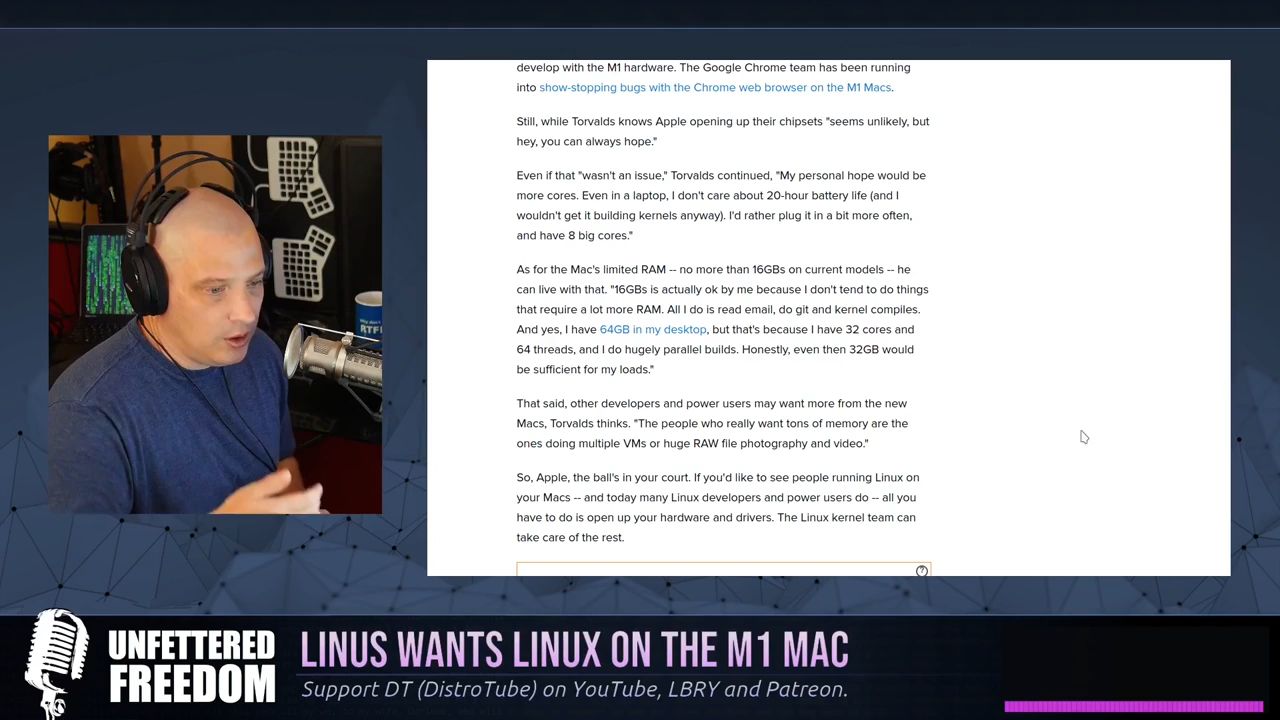 develop with the M1 hardware. The Google Chrome team has been running
into show-stopping bugs with the Chrome web browser on the M1 Macs.
Still, while Torvalds knows Apple opening up their chipsets "seems unlikely, but
hey, you can always hope."
Even if that "wasn't an issue," Torvalds continued, "My personal hope would be
more cores. Even in a laptop, I don't care about 20-hour battery life (and I
wouldn't get it building kernels anyway). I'd rather plug it in a bit more often,
and have 8 big cores."
As for the Mac's limited RAM -- no more than 16GBs on current models -- he
can live with that. "16GBs is actually ok by me because I don't tend to do things
that require a lot more RAM. All I do is read email, do git and kernel compiles.
And yes, I have 64GB in my desktop, but that's because I have 32 cores and
64 threads, and I do hugely parallel builds. Honestly, even then 32GB would
be sufficient for my loads."
That said, other developers and power users may want more from the new
Macs, Torvalds thinks. "The people who really want tons of memory are the
ones doing multiple VMs or huge RAW file photography and video."
So, Apple, the ball's in your court. If you'd like to see people running Linux on
your Macs -- and today many Linux developers and power users do -- all you
have to do is open up your hardware and drivers. The Linux kernel team can
take care of the rest.
?
UNFETTERED
FREEDOM
LINUS WANTS LINUX ON THE M1 MAC
Support DT (DistroTube) on YouTube, LBRY and Patreon.